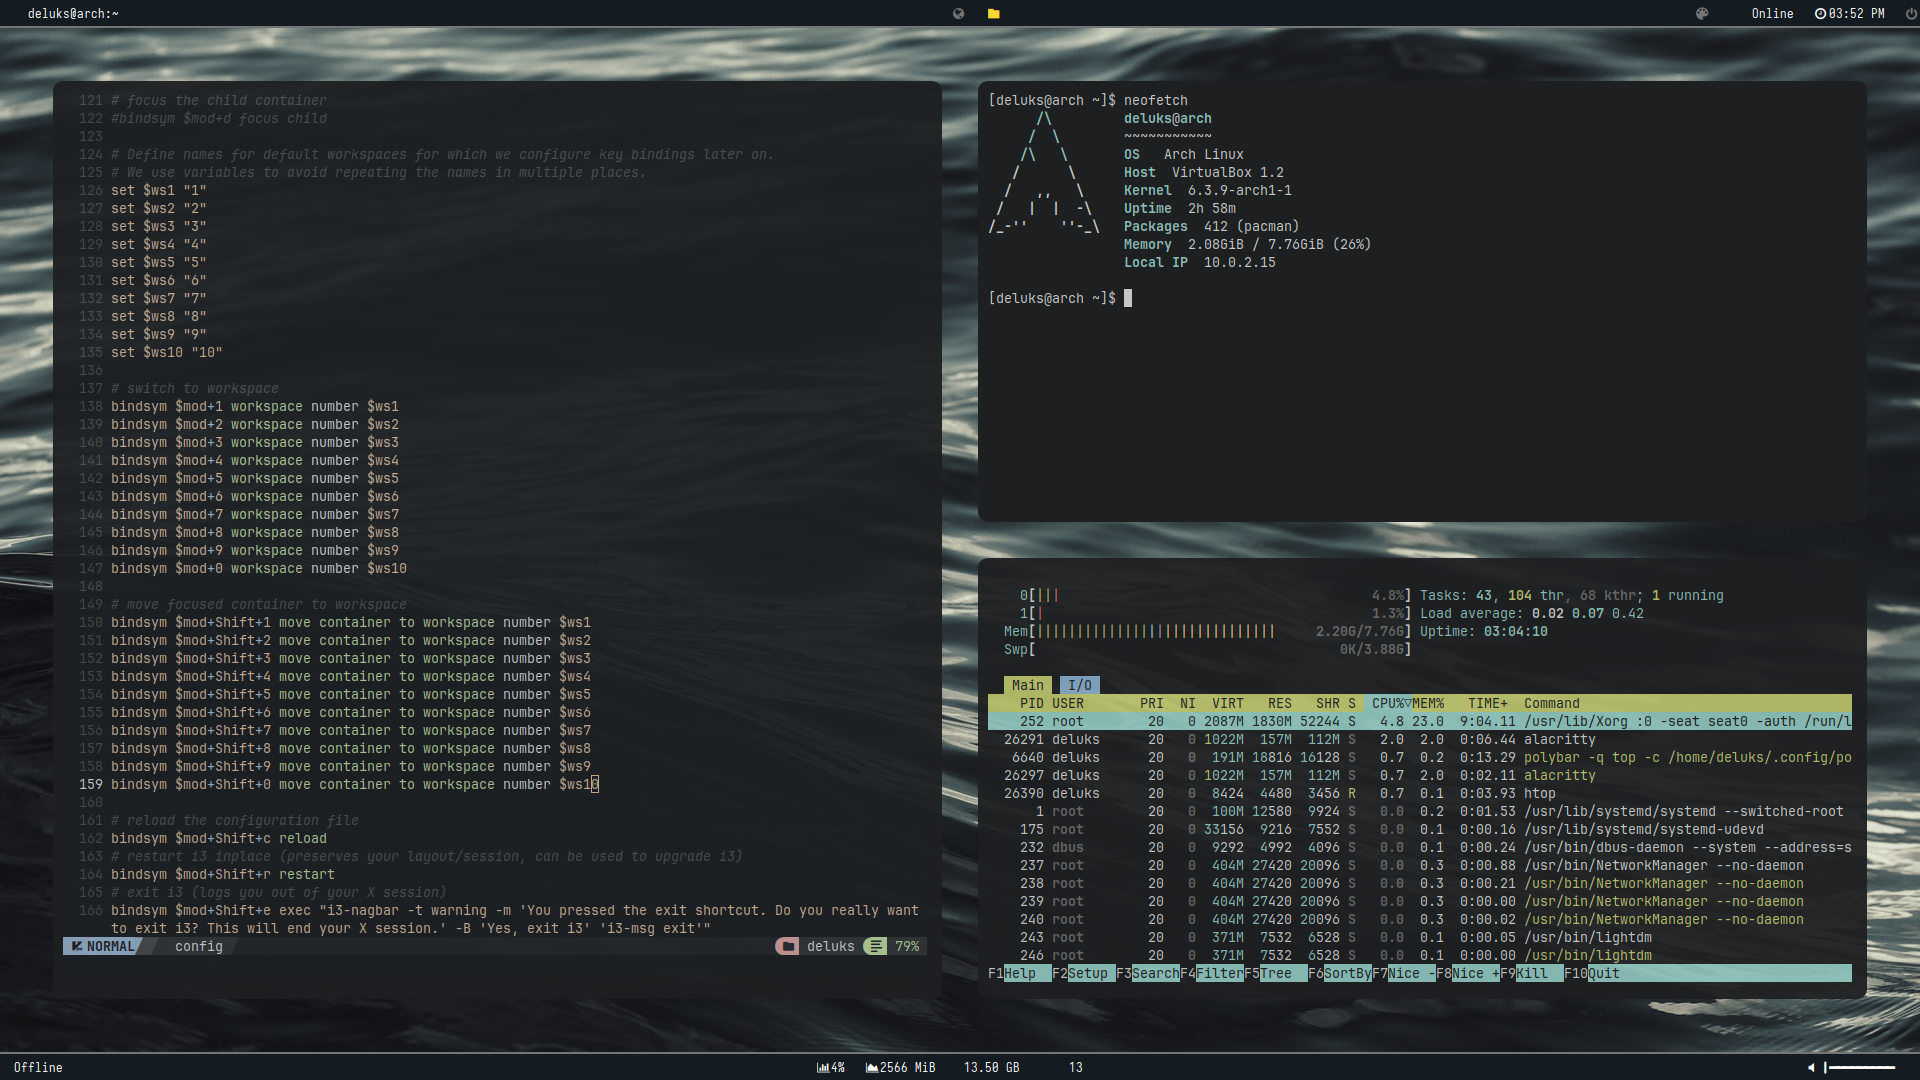 deluks@arch:~
Online
03:52 PM
121 # focus the child container
122 #bindsym $mod+d focus child
123
124 # Define names for default workspaces for which we configure key bindings later on.
125 # We use variables to avoid repeating the names in multiple places.
126 set $ws1 "1"
127 set $ws2 "2"
128 set $ws3 "3"
129 set $ws4 "4"
130 set $ws5 "5"
131 set $ws6 "6"
132 set $ws7 "7"
133 set $ws8 "8"
134 set $ws9 "9"
135 set $ws10 "10"
136
137 # switch to workspace
138 bindsym $mod+1 workspace number $ws1
139 bindsym $mod+2 workspace number $ws2
140 bindsym $mod+3 workspace number $ws3
141 bindsym $mod+4 workspace number $ws4
142 bindsym $mod+5 workspace number $ws5
143 bindsym $mod+6 workspace number $ws6
144 bindsym $mod+7 workspace number $ws7
145 bindsym $mod+8 workspace number $ws8
146 bindsym $mod+9 workspace number $ws9
147 bindsym $mod+0 workspace number $ws10
148
149 # move focused container to workspace
150 bindsym $mod+Shift+1 move container to workspace number $ws1
151 bindsym $mod+Shift+2 move container to workspace number $ws2
152 bindsym $mod+Shift+3 move container to workspace number $ws3
153 bindsym $mod+Shift+4 move container to workspace number $ws4
154 bindsym $mod+Shift+5 move container to workspace number $ws5
155 bindsym $mod+Shift+6 move container to workspace number $ws6
156 bindsym $mod+Shift+7 move container to workspace number $ws7
157 bindsym $mod+Shift+8 move container to workspace number $ws8
158 bindsym $mod+Shift+9 move container to workspace number $ws9
159 bindsym $mod+Shift+0 move container to workspace number $ws10
160
161 # reload the configuration file
162 bindsym $mod+Shift+c reload
163 # restart i3 inplace (preserves your layout/session, can be used to upgrade i3)
164 bindsym $mod+Shift+r restart
165 # exit i3 (logs you out of your X session)
166 bindsym $mod+Shift+e exec "i3-nagbar -t warning -m 'You pressed the exit shortcut. Do you really want
to exit i3? This will end your X session.' -B 'Yes, exit i3' 'i3-msg exit'"
NORMAL config deluks 79%
[deluks@arch ~]$ neofetch
deluks@arch
~~~~~~~~~~~
OS Arch Linux
Host VirtualBox 1.2
Kernel 6.3.9-arch1-1
Uptime 2h 58m
Packages 412 (pacman)
Memory 2.08GiB / 7.76GiB (26%)
Local IP 10.0.2.15
[deluks@arch ~]$
0[||| 4.8%] Tasks: 43, 104 thr, 68 kthr; 1 running
1[| 1.3%] Load average: 0.02 0.07 0.42
Mem[|||||||||||||||||||||||||||||| 2.20G/7.76G] Uptime: 03:04:10
Swp[ 0K/3.88G]
Main I/O
PID USER PRI NI VIRT RES SHR S CPU%▽MEM% TIME+ Command
252 root 20 0 2087M 1830M 52244 S 4.8 23.0 9:04.11 /usr/lib/Xorg :0 -seat seat0 -auth /run/l
26291 deluks 20 0 1022M 157M 112M S 2.0 2.0 0:06.44 alacritty
6640 deluks 20 0 191M 18816 16128 S 0.7 0.2 0:13.29 polybar -q top -c /home/deluks/.config/po
26297 deluks 20 0 1022M 157M 112M S 0.7 2.0 0:02.11 alacritty
26390 deluks 20 0 8424 4480 3456 R 0.7 0.1 0:03.93 htop
1 root 20 0 100M 12580 9924 S 0.0 0.2 0:01.53 /usr/lib/systemd/systemd --switched-root
175 root 20 0 33156 9216 7552 S 0.0 0.1 0:00.16 /usr/lib/systemd/systemd-udevd
232 dbus 20 0 9292 4992 4096 S 0.0 0.1 0:00.24 /usr/bin/dbus-daemon --system --address=s
237 root 20 0 404M 27420 20096 S 0.0 0.3 0:00.88 /usr/bin/NetworkManager --no-daemon
238 root 20 0 404M 27420 20096 S 0.0 0.3 0:00.21 /usr/bin/NetworkManager --no-daemon
239 root 20 0 404M 27420 20096 S 0.0 0.3 0:00.00 /usr/bin/NetworkManager --no-daemon
240 root 20 0 404M 27420 20096 S 0.0 0.3 0:00.02 /usr/bin/NetworkManager --no-daemon
243 root 20 0 371M 7532 6528 S 0.0 0.1 0:00.05 /usr/bin/lightdm
246 root 20 0 371M 7532 6528 S 0.0 0.1 0:00.00 /usr/bin/lightdm
F1Help F2Setup F3SearchF4FilterF5Tree F6SortByF7Nice -F8Nice +F9Kill F10Quit
Offline
4%
2566 MiB
13.50 GB
13